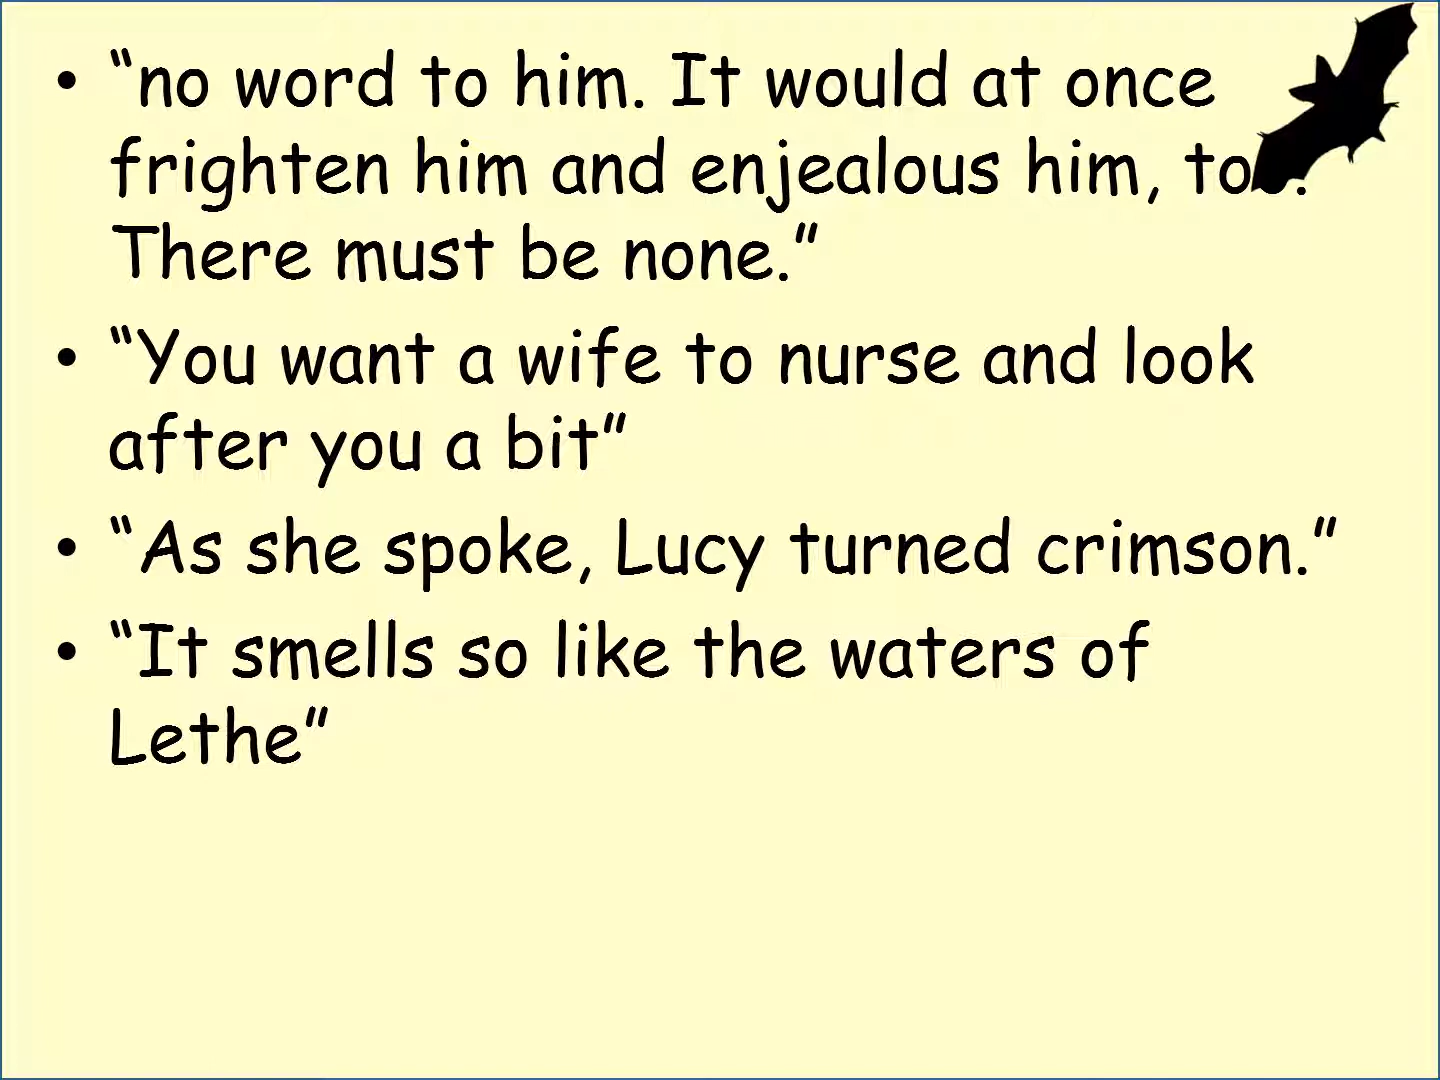 • “no word to him. It would at once
frighten him and enjealous him, too.
There must be none.”
• “You want a wife to nurse and look
after you a bit”
• “As she spoke, Lucy turned crimson.”
• “It smells so like the waters of
Lethe”